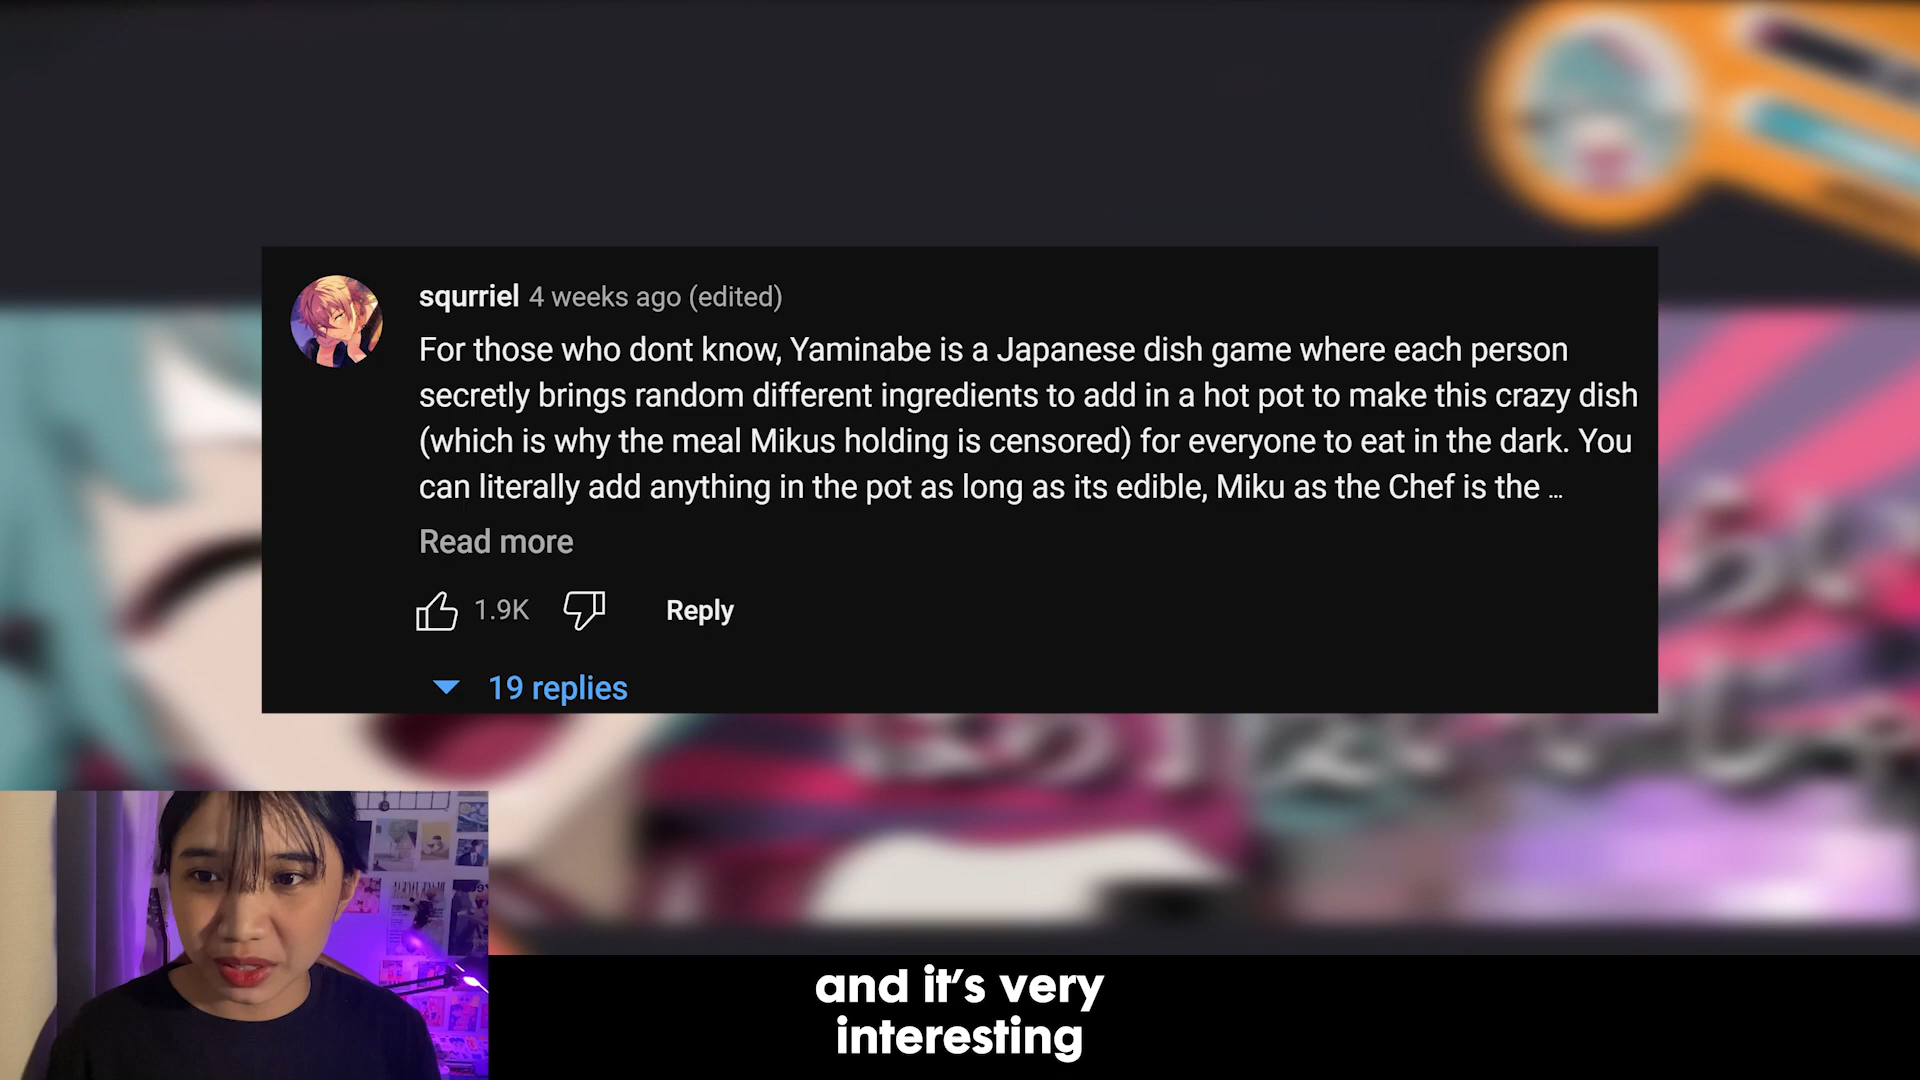 squrriel 4 weeks ago (edited)
For those who dont know, Yaminabe is a Japanese dish game where each person
secretly brings random different ingredients to add in a hot pot to make this crazy dish
(which is why the meal Mikus holding is censored) for everyone to eat in the dark. You
can literally add anything in the pot as long as its edible, Miku as the Chef is the ...
Read more
1.9K Reply
19 replies
and it's very
interesting